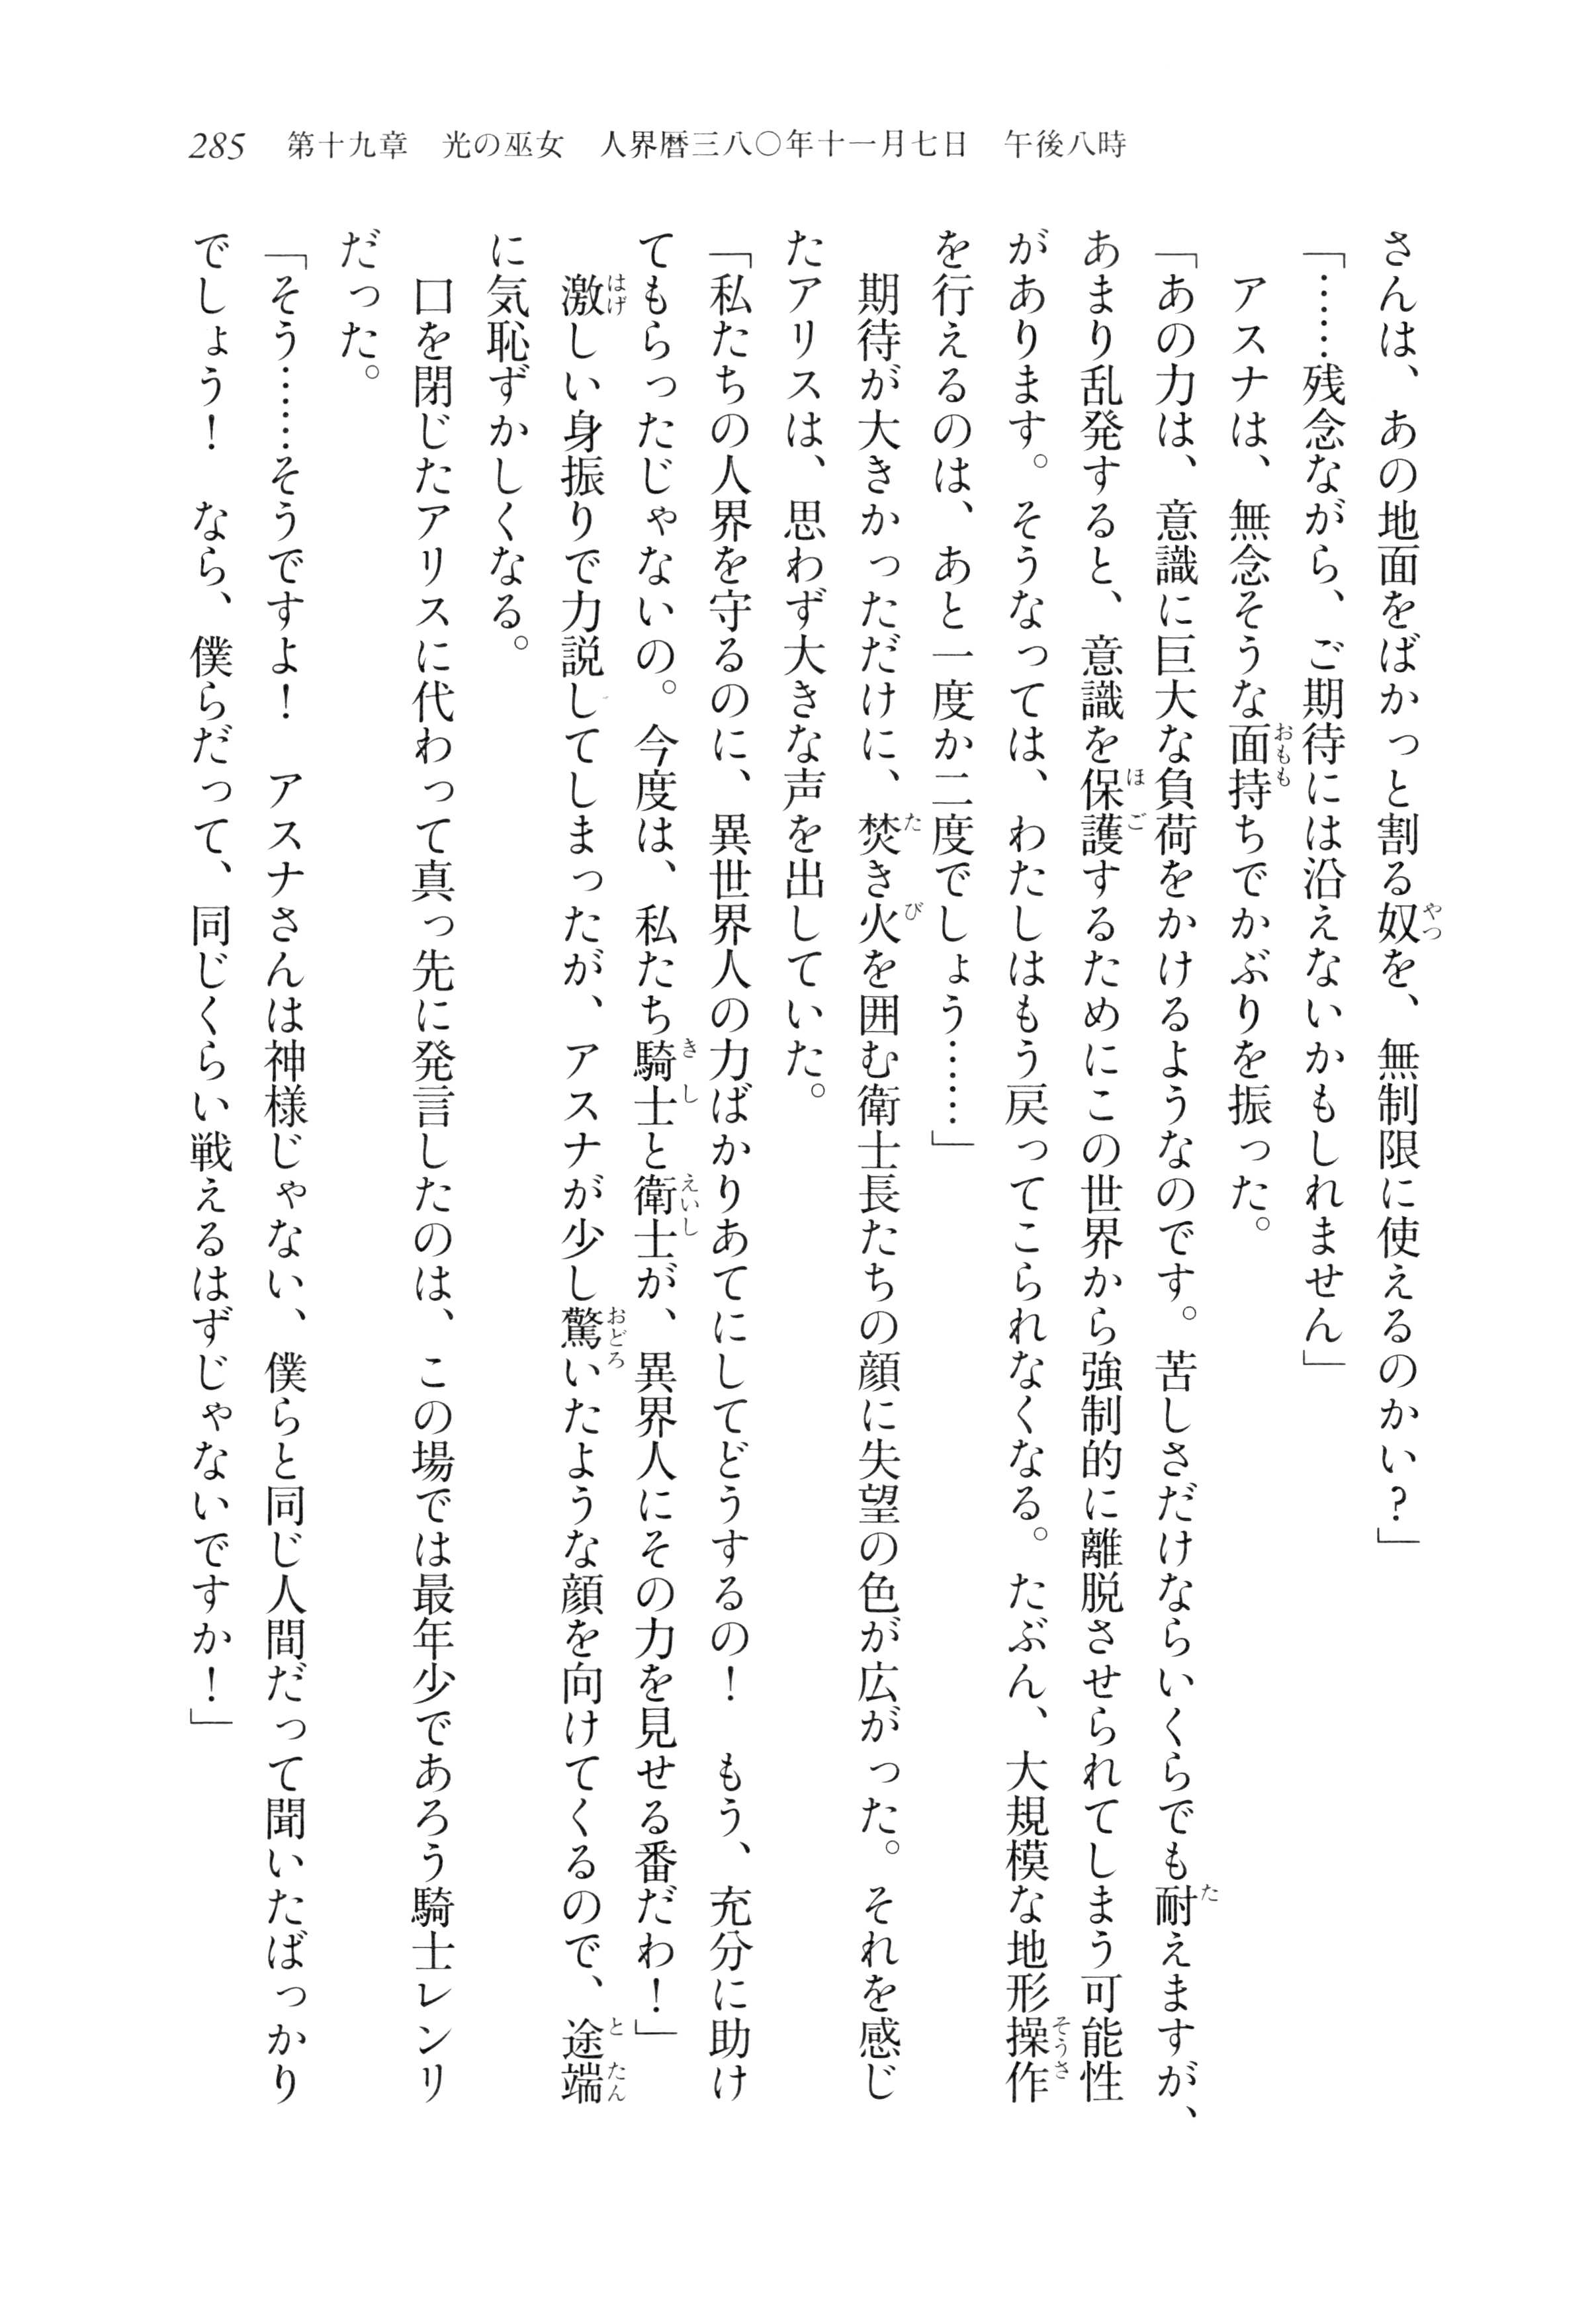 285　第十九章　光の巫女　人界暦三八〇年十一月七日　午後八時
さんは、あの地面をばかっと割る奴を、無制限に使えるのかい?」
「……残念ながら、ご期待には沿えないかもしれません」
　アスナは、無念そうな面持ちでかぶりを振った。
「あの力は、意識に巨大な負荷をかけるようなのです。苦しさだけならいくらでも耐えますが、
あまり乱発すると、意識を保護するためにこの世界から強制的に離脱させられてしまう可能性
があります。そうなっては、わたしはもう戻ってこられなくなる。たぶん、大規模な地形操作
を行えるのは、あと一度か二度でしょう……」
　期待が大きかっただけに、焚き火を囲む衛士長たちの顔に失望の色が広がった。それを感じ
たアリスは、思わず大きな声を出していた。
「私たちの人界を守るのに、異世界人の力ばかりあてにしてどうするの!　もう、充分に助け
てもらったじゃないの。今度は、私たち騎士と衛士が、異界人にその力を見せる番だわ!」
　激しい身振りで力説してしまったが、アスナが少し驚いたような顔を向けてくるので、途端
に気恥ずかしくなる。
　口を閉じたアリスに代わって真っ先に発言したのは、この場では最年少であろう騎士レンリ
だった。
「そう……そうですよ!　アスナさんは神様じゃない、僕らと同じ人間だって聞いたばっかり
でしょう!　なら、僕らだって、同じくらい戦えるはずじゃないですか!」